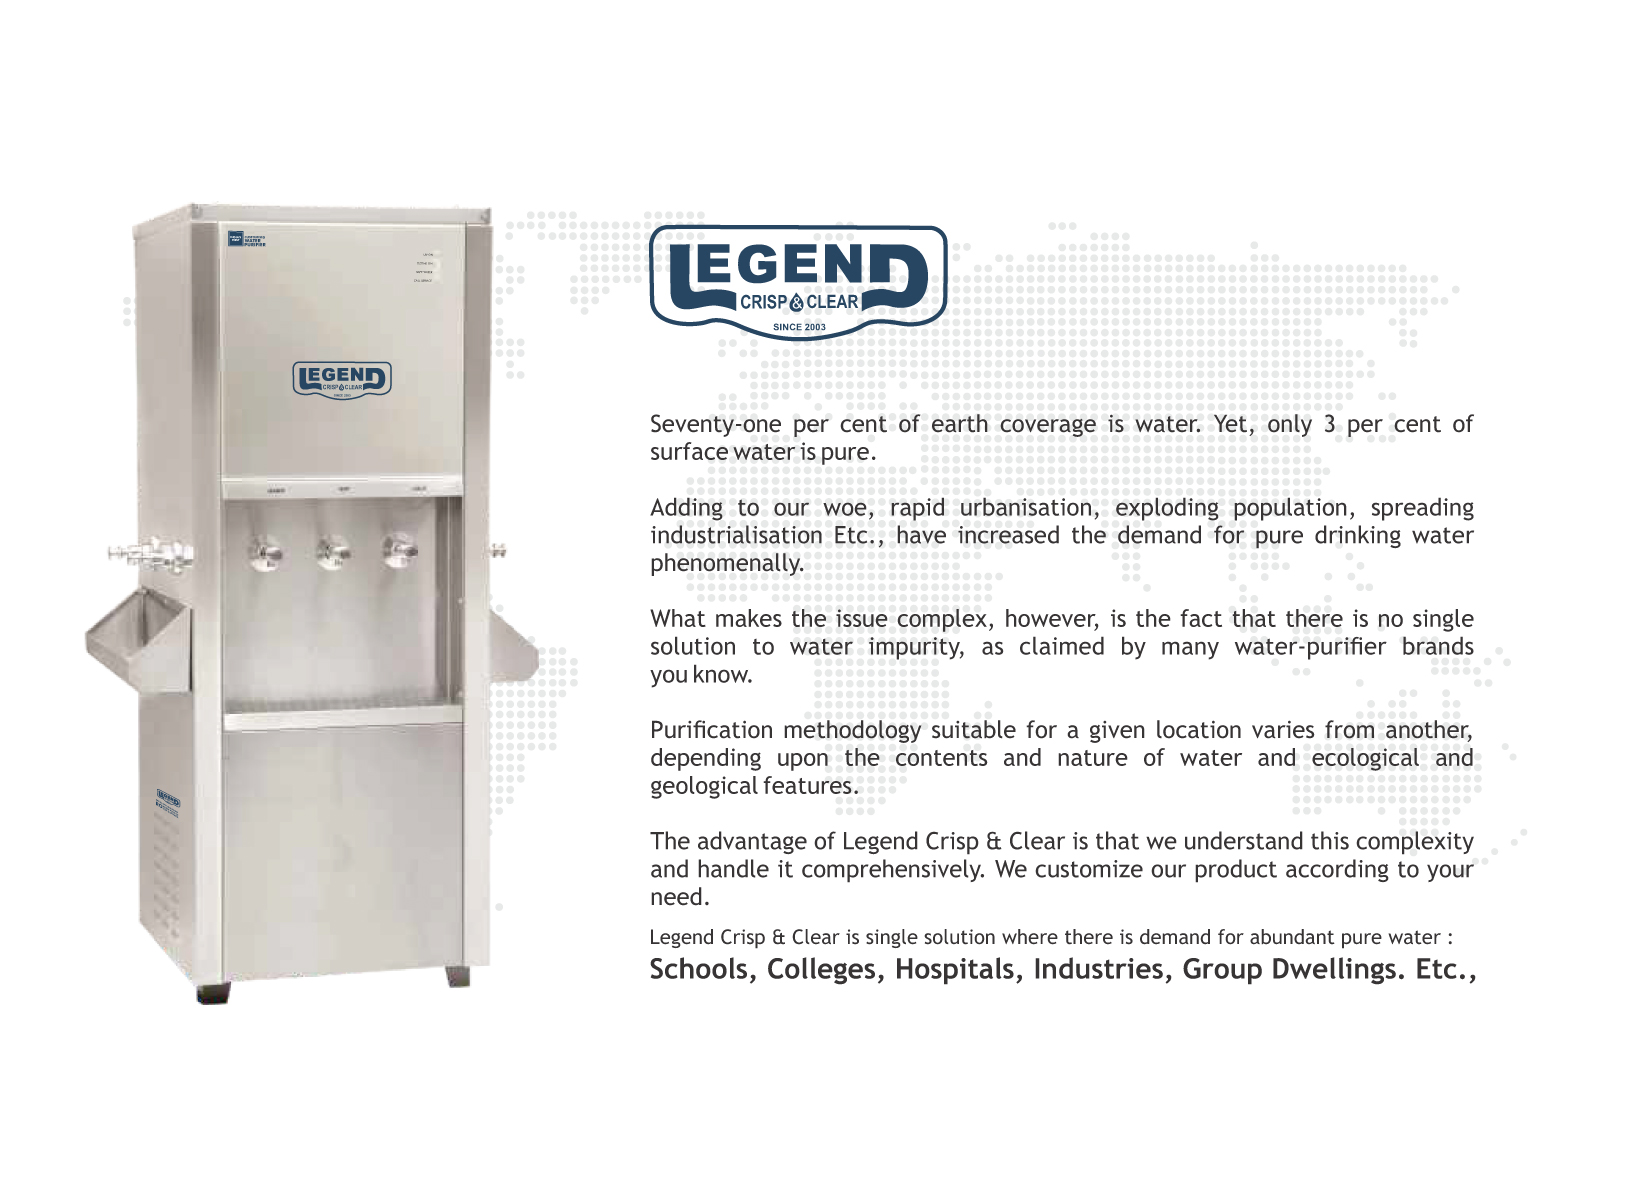 WATER
PURIFIER
LEGEND
CRISP & CLEAR
LEGEND
LEGEND
CRISP & CLEAR
SINCE 2003
Seventy-one per cent of earth coverage is water. Yet, only 3 per cent of
surface water is pure.
Adding to our woe, rapid urbanisation, exploding population, spreading
industrialisation Etc., have increased the demand for pure drinking water
phenomenally.
What makes the issue complex, however, is the fact that there is no single
solution to water impurity, as claimed by many water-purifier brands
you know.
Purification methodology suitable for a given location varies from another,
depending upon the contents and nature of water and ecological and
geological features.
The advantage of Legend Crisp & Clear is that we understand this complexity
and handle it comprehensively. We customize our product according to your
need.
Legend Crisp & Clear is single solution where there is demand for abundant pure water :
Schools, Colleges, Hospitals, Industries, Group Dwellings. Etc.,